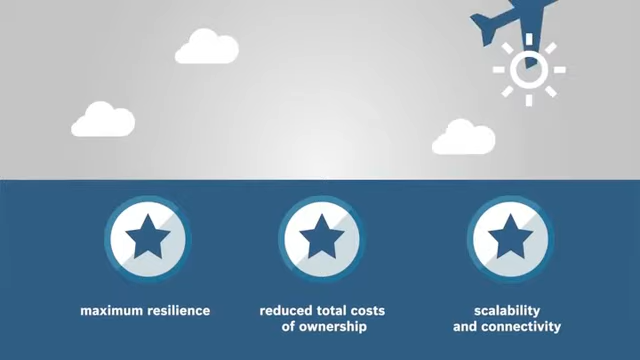 maximum resilience
reduced total costs
of ownership
scalability
and connectivity